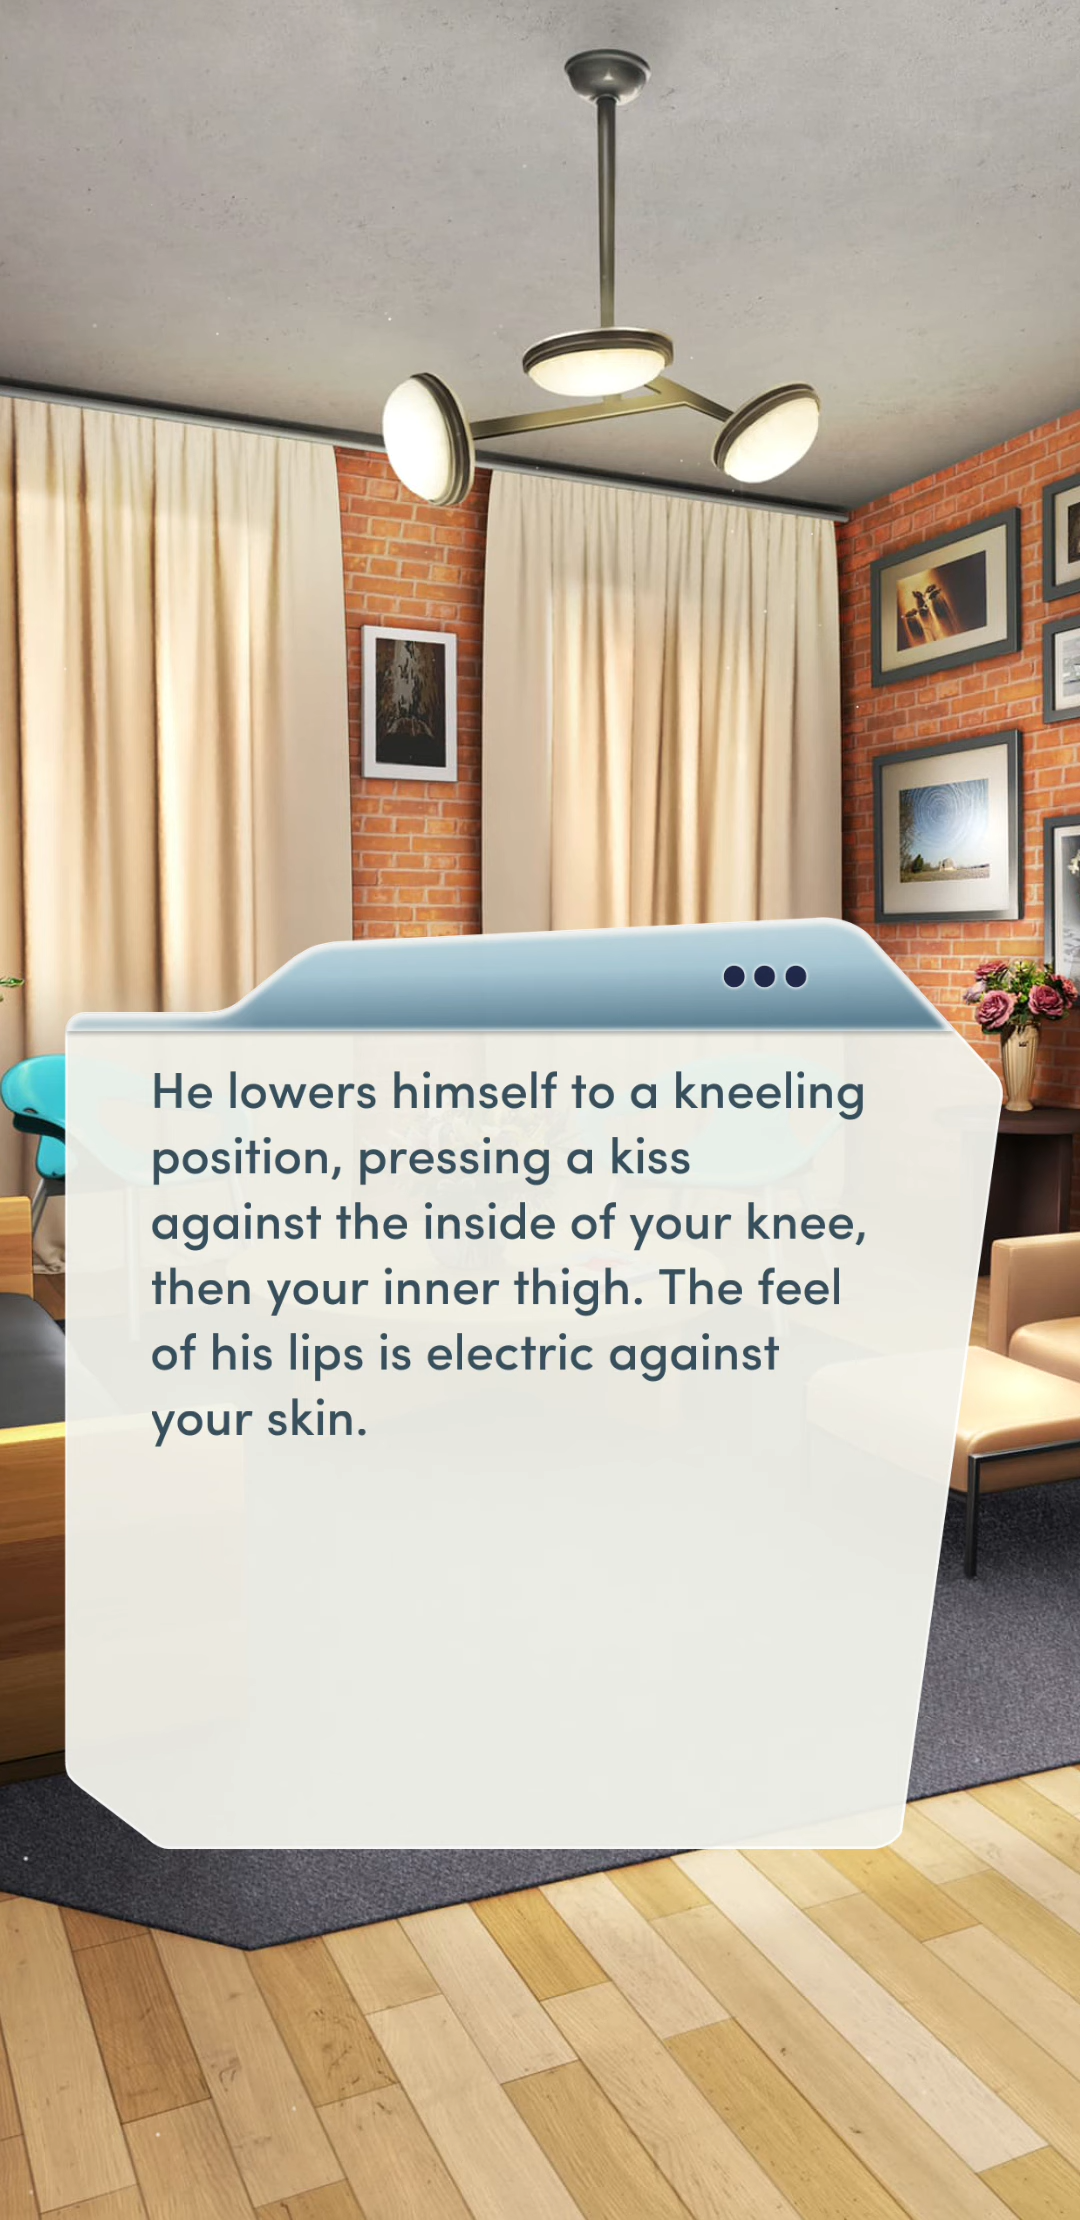 He lowers himself to a kneeling
position, pressing a kiss
against the inside of your knee,
then your inner thigh. The feel
of his lips is electric against
your skin.